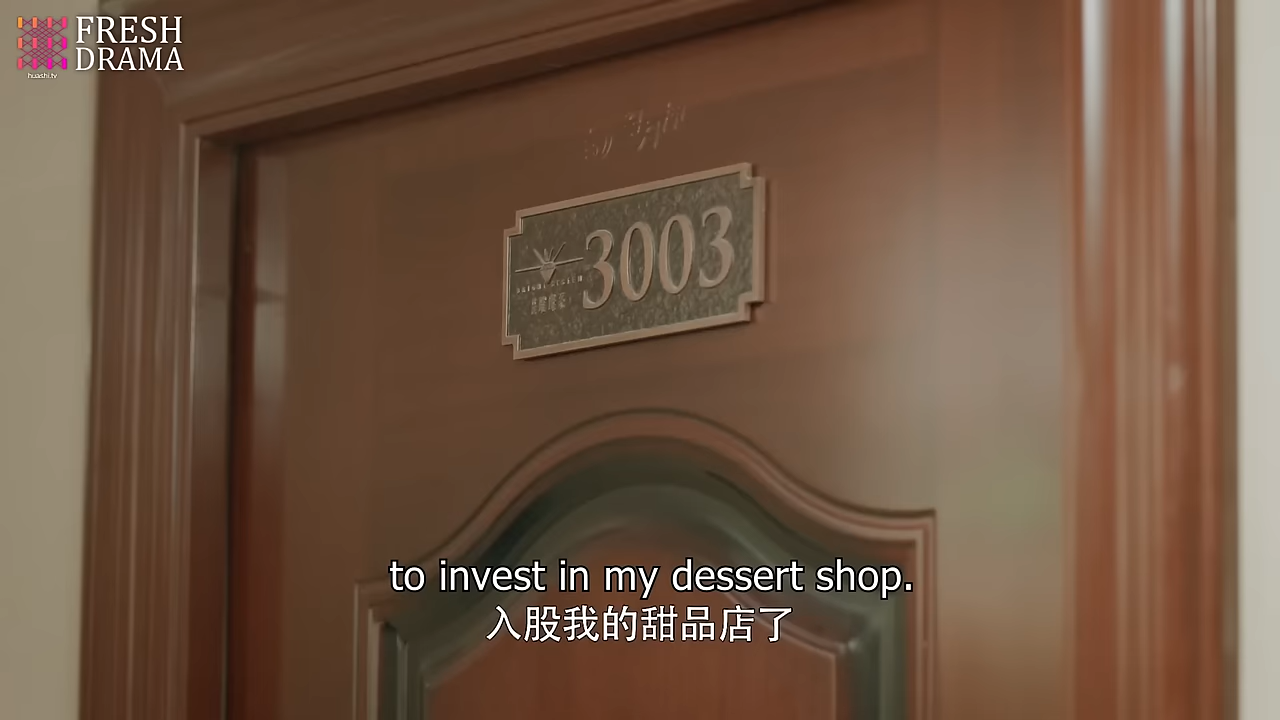 FRESH
DRAMA
huashi.tv
3003
to invest in my dessert shop.
入股我的甜品店了